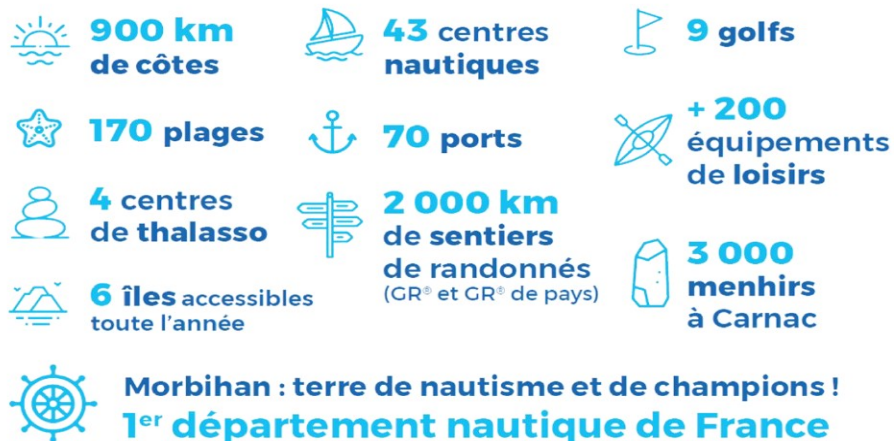 900 km
de côtes
43 centres
nautiques
9 golfs
170 plages
70 ports
+ 200
équipements
de loisirs
4 centres
de thalasso
2 000 km
de sentiers
de randonnés
(GR® et GR® de pays)
3 000
menhirs
à Carnac
6 îles accessibles
toute l'année
Morbihan : terre de nautisme et de champions !
1er département nautique de France